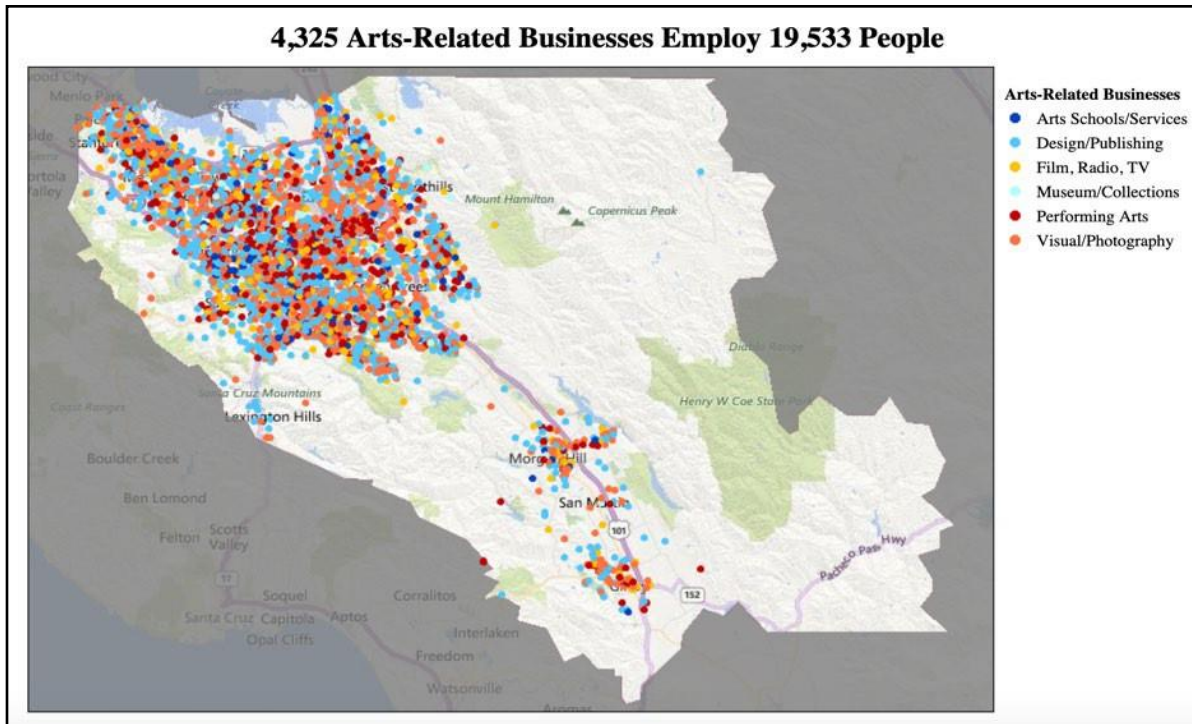 4,325 Arts-Related Businesses Employ 19,533 People
Arts-Related Businesses
Arts Schools/Services
Design/Publishing
Film, Radio, TV
Museum/Collections
Performing Arts
Visual/Photography
Menlo Park
Valley
Mount Hamilton
Copernicus Peak
Diablo Range
Henry W Coe State Park
Santa Cruz Mountains
Lexington Hills
Coast Ranges
Boulder Creek
Ben Lomond
Felton
Scotts
Valley
17
Morgan Hill
San Martin
101
152
Pacheco Pass Hwy
Soquel
Santa Cruz
Capitola
Aptos
Opal Cliffs
Corralitos
Interlaken
Freedom
Watsonville
Aromas